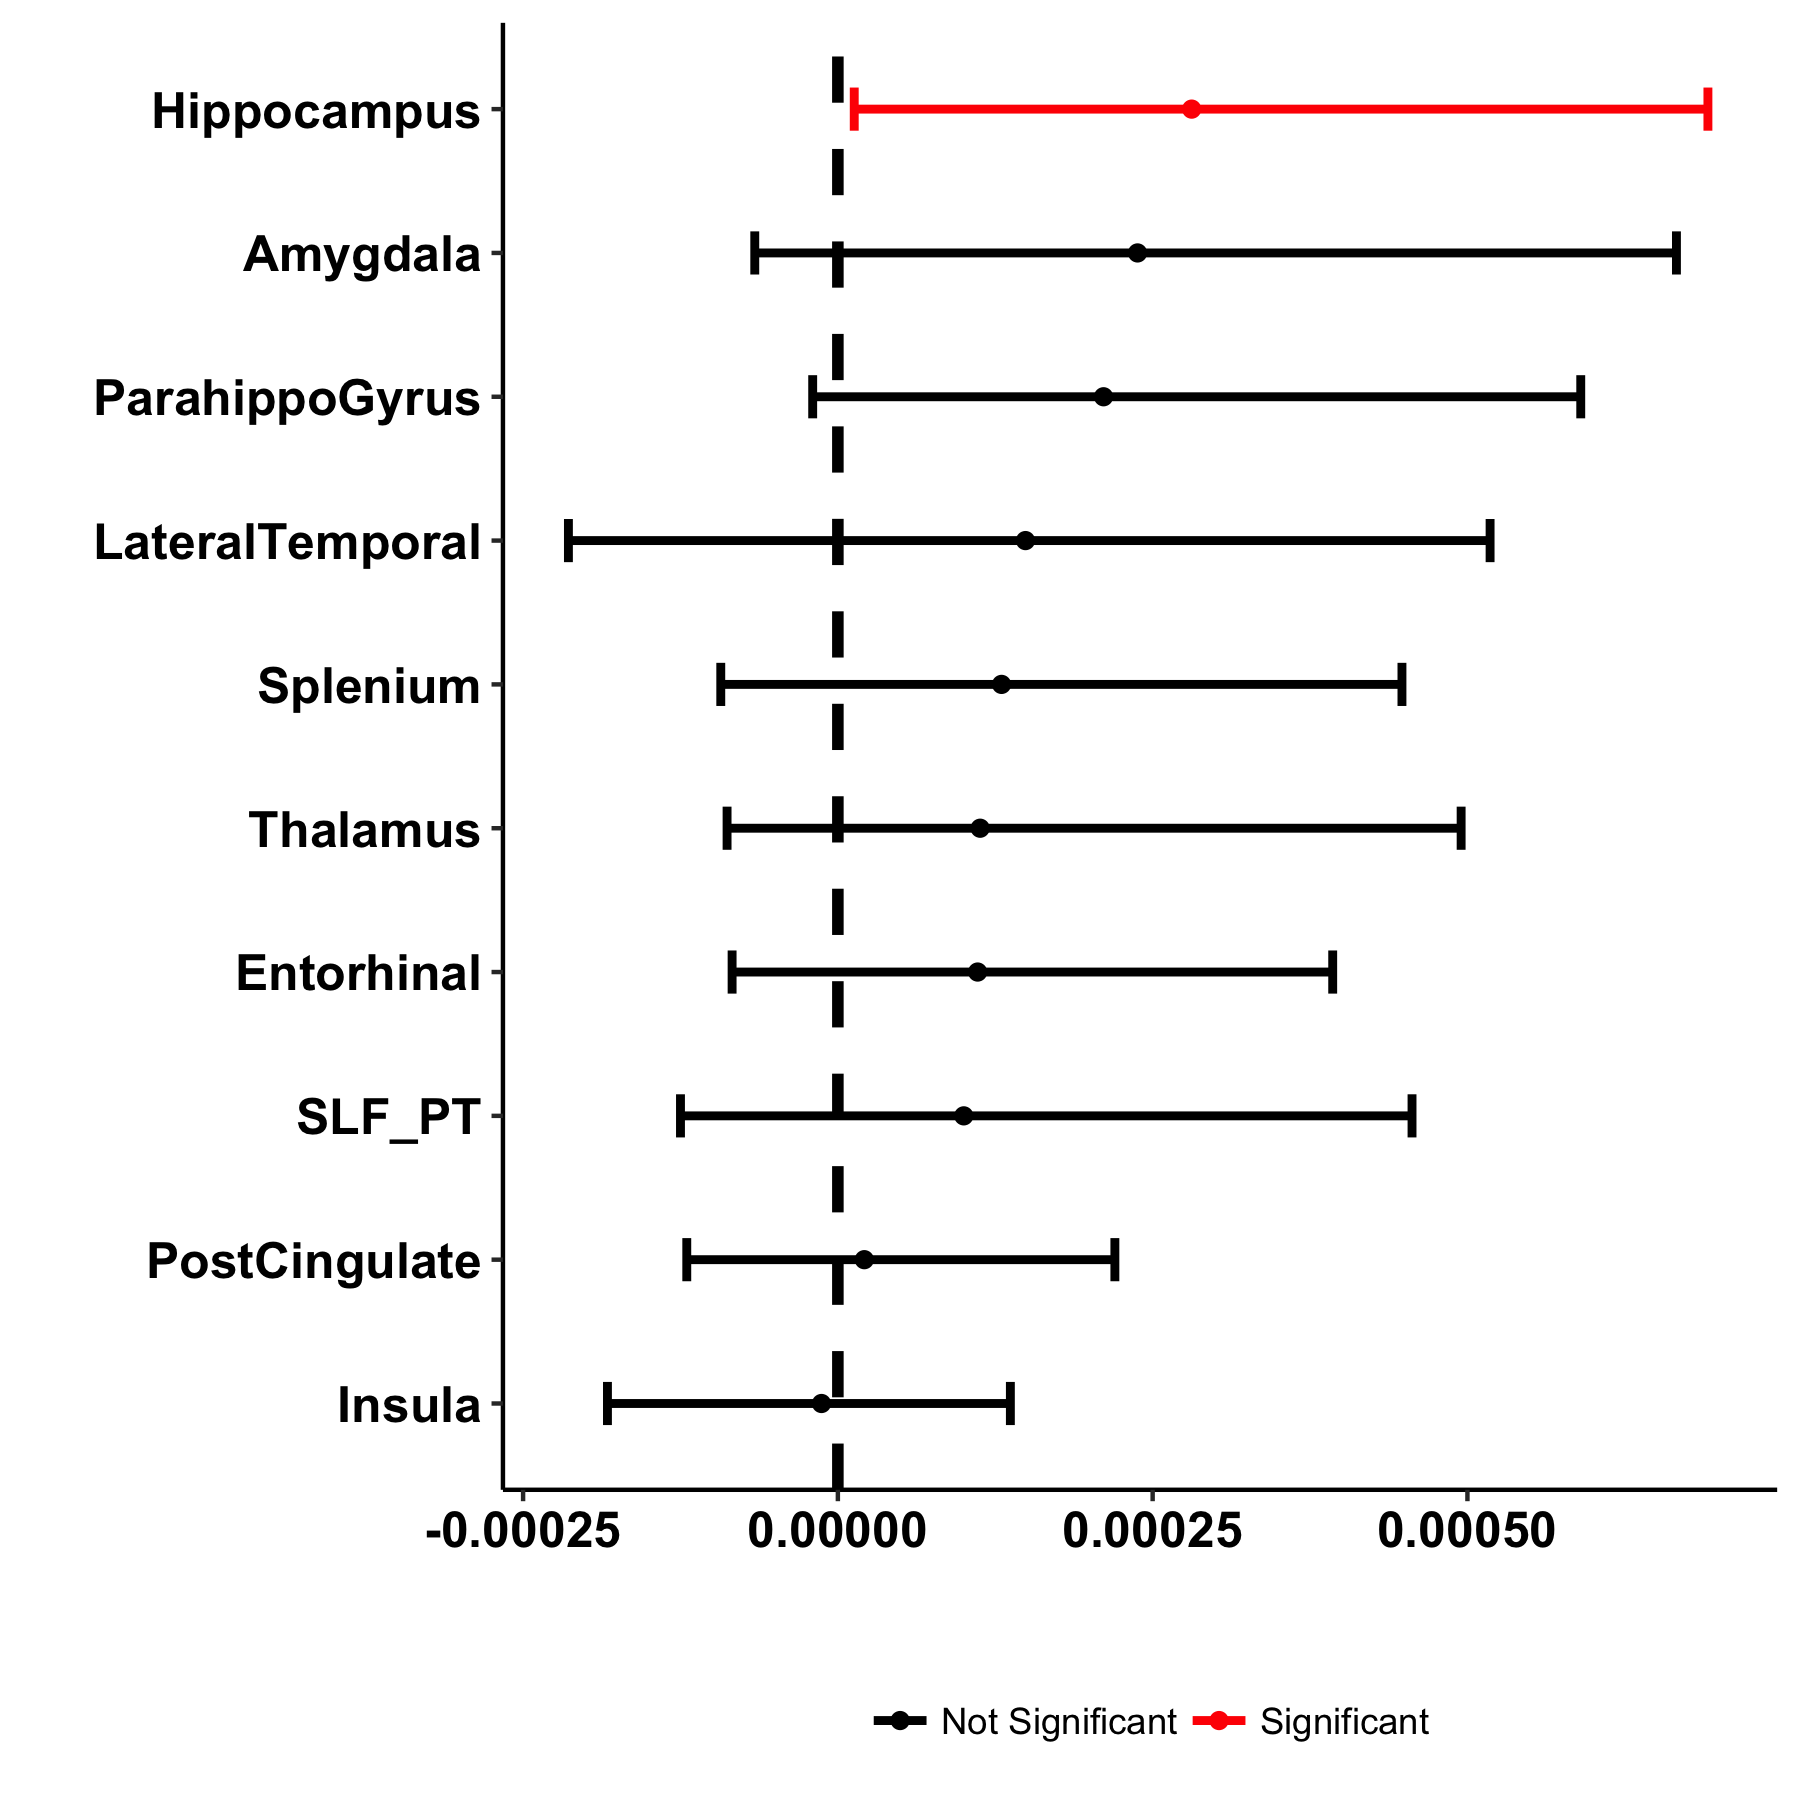 Hippocampus
Amygdala
ParahippoGyrus
LateralTemporal
Splenium
Thalamus
Entorhinal
SLF_PT
PostCingulate
Insula
-0.00025 0.00000 0.00025 0.00050
Not Significant Significant